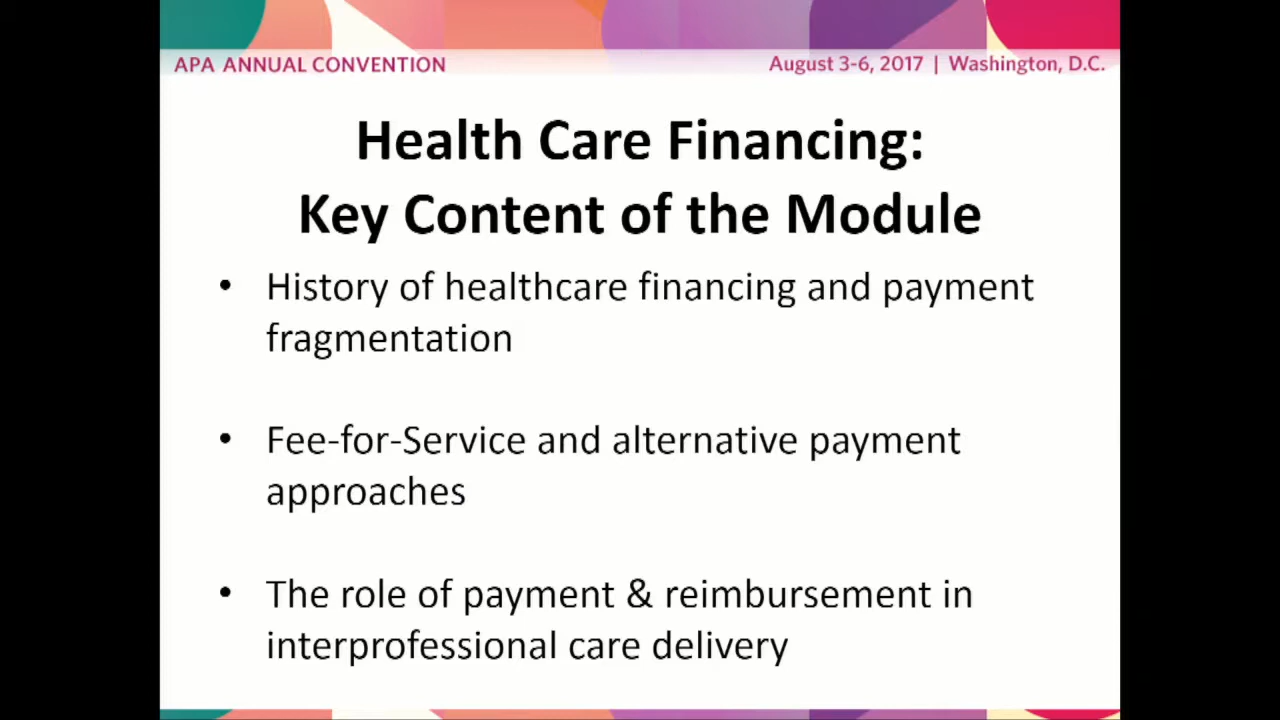 APA ANNUAL CONVENTION
August 3-6, 2017 | Washington, D.C.
Health Care Financing:
Key Content of the Module
• History of healthcare financing and payment
fragmentation
• Fee-for-Service and alternative payment
approaches
• The role of payment & reimbursement in
interprofessional care delivery